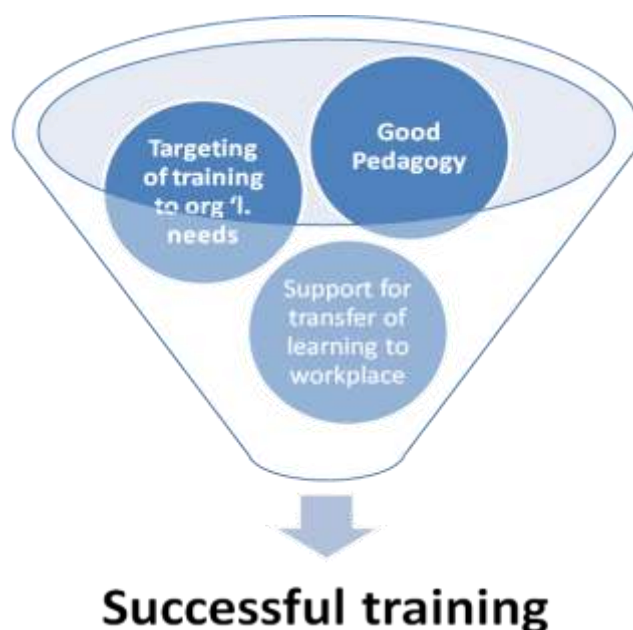 Targeting
of training
to org 'l.
needs
Good
Pedagogy
Support for
transfer of
learning to
workplace
Successful training